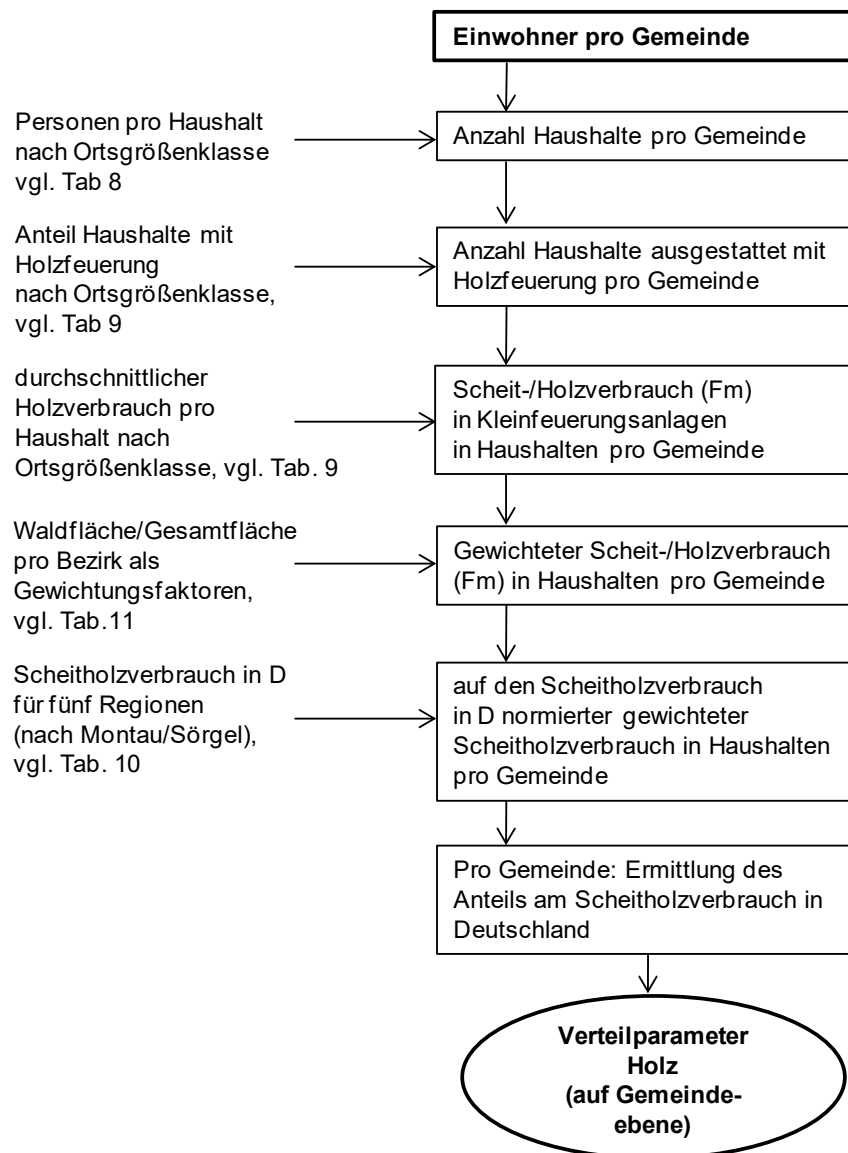 Einwohner pro Gemeinde
Personen pro Haushalt
nach Ortsgrößenklasse
vgl. Tab 8
Anzahl Haushalte pro Gemeinde
Anteil Haushalte mit
Holzfeuerung
nach Ortsgrößenklasse,
vgl. Tab 9
Anzahl Haushalte ausgestattet mit
Holzfeuerung pro Gemeinde
durchschnittlicher
Holzverbrauch pro
Haushalt nach
Ortsgrößenklasse, vgl. Tab. 9
Scheit-/Holzverbrauch (Fm)
in Kleinfeuerungsanlagen
in Haushalten pro Gemeinde
Waldfläche/Gesamtfläche
pro Bezirk als
Gewichtungsfaktoren,
vgl. Tab.11
Gewichteter Scheit-/Holzverbrauch
(Fm) in Haushalten pro Gemeinde
Scheitholzverbrauch in D
für fünf Regionen
(nach Montau/Sörgel),
vgl. Tab. 10
auf den Scheitholzverbrauch
in D normierter gewichteter
Scheitholzverbrauch in Haushalten
pro Gemeinde
Pro Gemeinde: Ermittlung des
Anteils am Scheitholzverbrauch in
Deutschland
Verteilparameter
Holz
(auf Gemeinde-
ebene)